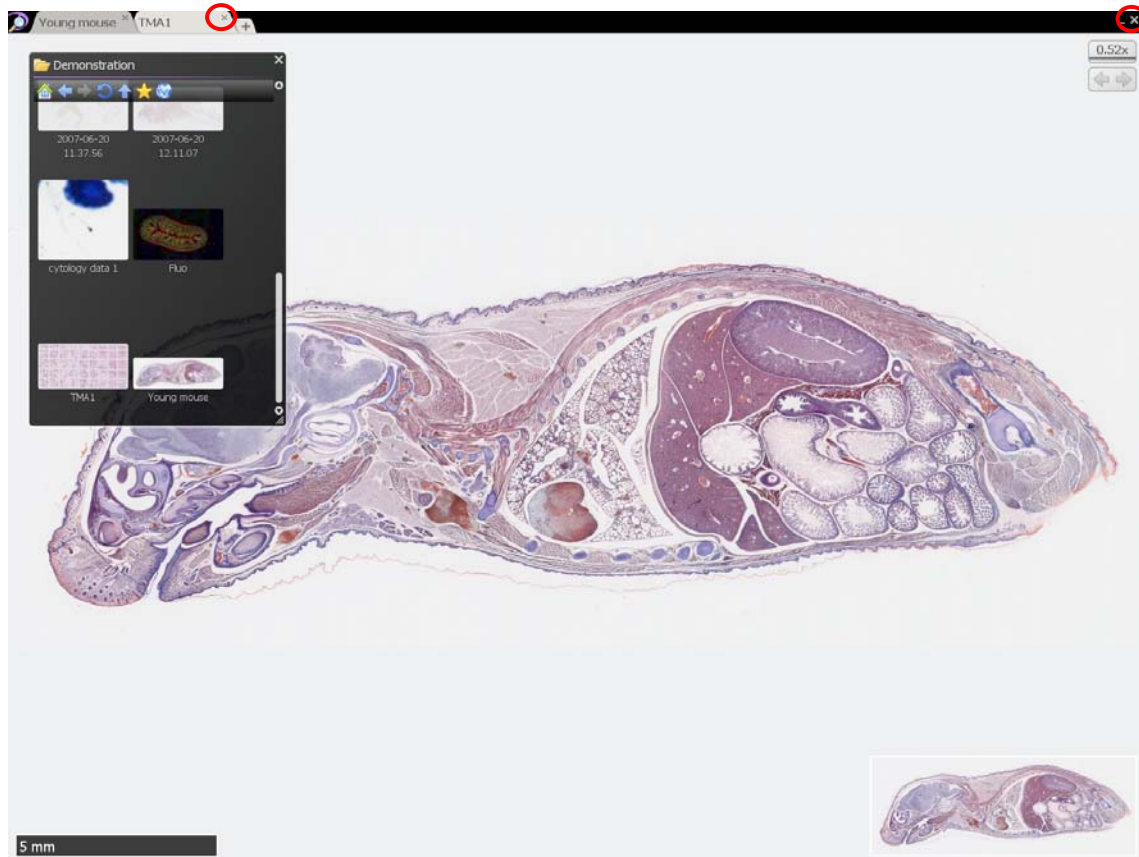 Young mouse TMA1
0.52x
Demonstration
2007-06-20 2007-06-20
11.37.56 12.11.07
cytology data 1 Fluo
TMA1 Young mouse
5 mm